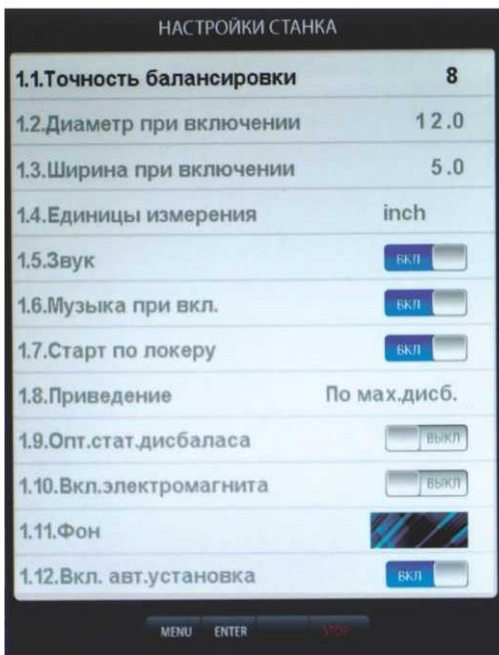 НАСТРОЙКИ СТАНКА
1.1.Точность балансировки 8
1.2.Диаметр при включении 12.0
1.3.Ширина при включении 5.0
1.4.Единицы измерения inch
1.5.Звук ВКЛ
1.6.Музыка при вкл. ВКЛ
1.7.Старт по локеру ВКЛ
1.8.Приведение По мах.дисб.
1.9.Опт.стат.дисбаласа ВЫКЛ
1.10.Вкл.электромагнита ВЫКЛ
1.11.Фон
1.12.Вкл. авт.установка ВКЛ
MENU ENTER STOP